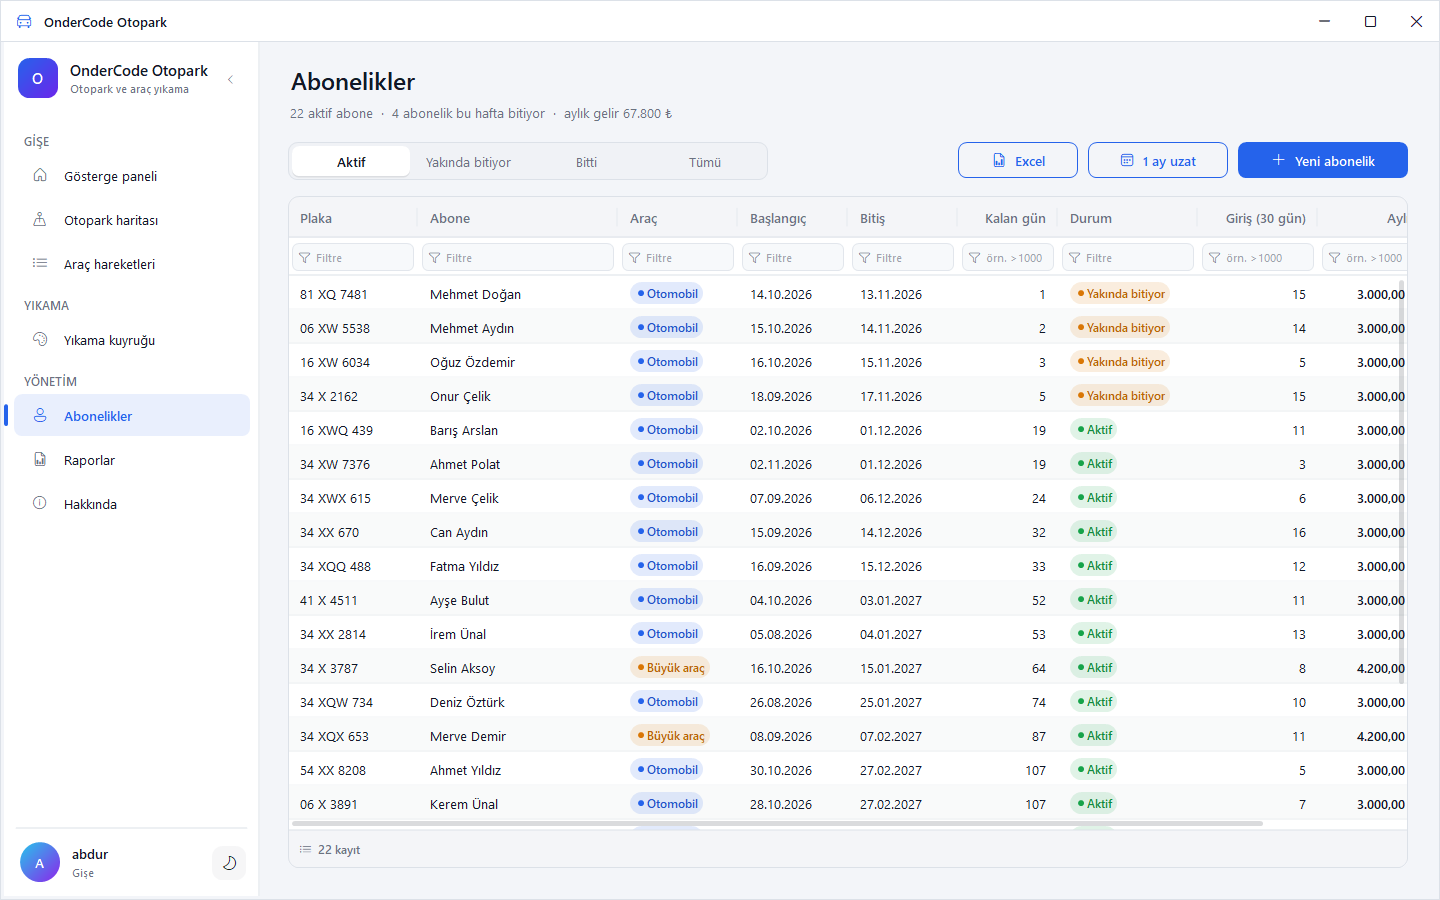 OnderCode Otopark
O
OnderCode Otopark
Otopark ve araç yıkama
GİŞE
Gösterge paneli
Otopark haritası
Araç hareketleri
YIKAMA
Yıkama kuyruğu
YÖNETİM
Abonelikler
Raporlar
Hakkında
A
abdur
Gişe
Abonelikler
22 aktif abone · 4 abonelik bu hafta bitiyor · aylık gelir 67.800 ₺
Aktif Yakında bitiyor Bitti Tümü
Excel 1 ay uzat Yeni abonelik
Plaka Abone Araç Başlangıç Bitiş Kalan gün Durum Giriş (30 gün) Ayl
Filtre Filtre Filtre Filtre Filtre örn. >1000 Filtre örn. >1000 örn. >1000
81 XQ 7481 Mehmet Doğan Otomobil 14.10.2026 13.11.2026 1 Yakında bitiyor 15 3.000,00
06 XW 5538 Mehmet Aydın Otomobil 15.10.2026 14.11.2026 2 Yakında bitiyor 14 3.000,00
16 XW 6034 Oğuz Özdemir Otomobil 16.10.2026 15.11.2026 3 Yakında bitiyor 5 3.000,00
34 X 2162 Onur Çelik Otomobil 18.09.2026 17.11.2026 5 Yakında bitiyor 15 3.000,00
16 XWQ 439 Barış Arslan Otomobil 02.10.2026 01.12.2026 19 Aktif 11 3.000,00
34 XW 7376 Ahmet Polat Otomobil 02.11.2026 01.12.2026 19 Aktif 3 3.000,00
34 XWX 615 Merve Çelik Otomobil 07.09.2026 06.12.2026 24 Aktif 6 3.000,00
34 XX 670 Can Aydın Otomobil 15.09.2026 14.12.2026 32 Aktif 16 3.000,00
34 XQQ 488 Fatma Yıldız Otomobil 16.09.2026 15.12.2026 33 Aktif 12 3.000,00
41 X 4511 Ayşe Bulut Otomobil 04.10.2026 03.01.2027 52 Aktif 11 3.000,00
34 XX 2814 İrem Ünal Otomobil 05.08.2026 04.01.2027 53 Aktif 13 3.000,00
34 X 3787 Selin Aksoy Büyük araç 16.10.2026 15.01.2027 64 Aktif 8 4.200,00
34 XQW 734 Deniz Öztürk Otomobil 26.08.2026 25.01.2027 74 Aktif 10 3.000,00
34 XQX 653 Merve Demir Büyük araç 08.09.2026 07.02.2027 87 Aktif 11 4.200,00
54 XX 8208 Ahmet Yıldız Otomobil 30.10.2026 27.02.2027 107 Aktif 5 3.000,00
06 X 3891 Kerem Ünal Otomobil 28.10.2026 27.02.2027 107 Aktif 7 3.000,00
22 kayıt